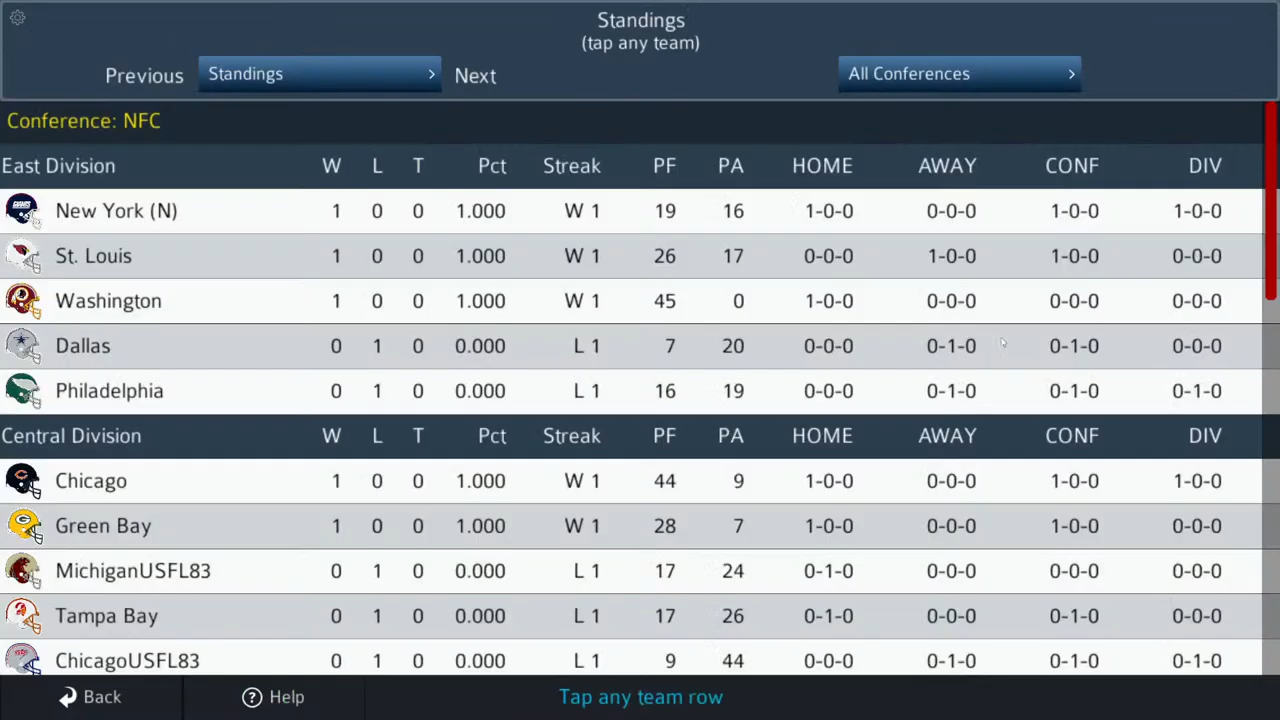 Standings
(tap any team)
Previous Standings > Next All Conferences >
Conference: NFC
East Division W L T Pct Streak PF PA HOME AWAY CONF DIV
New York (N) 1 0 0 1.000 W 1 19 16 1-0-0 0-0-0 1-0-0 1-0-0
St. Louis 1 0 0 1.000 W 1 26 17 0-0-0 1-0-0 1-0-0 0-0-0
Washington 1 0 0 1.000 W 1 45 0 1-0-0 0-0-0 0-0-0 0-0-0
Dallas 0 1 0 0.000 L 1 7 20 0-0-0 0-1-0 0-1-0 0-0-0
Philadelphia 0 1 0 0.000 L 1 16 19 0-0-0 0-1-0 0-1-0 0-1-0
Central Division W L T Pct Streak PF PA HOME AWAY CONF DIV
Chicago 1 0 0 1.000 W 1 44 9 1-0-0 0-0-0 1-0-0 1-0-0
Green Bay 1 0 0 1.000 W 1 28 7 1-0-0 0-0-0 1-0-0 0-0-0
MichiganUSFL83 0 1 0 0.000 L 1 17 24 0-1-0 0-0-0 0-0-0 0-0-0
Tampa Bay 0 1 0 0.000 L 1 17 26 0-1-0 0-0-0 0-1-0 0-0-0
ChicagoUSFL83 0 1 0 0.000 L 1 9 44 0-0-0 0-1-0 0-1-0 0-1-0
Back ? Help Tap any team row